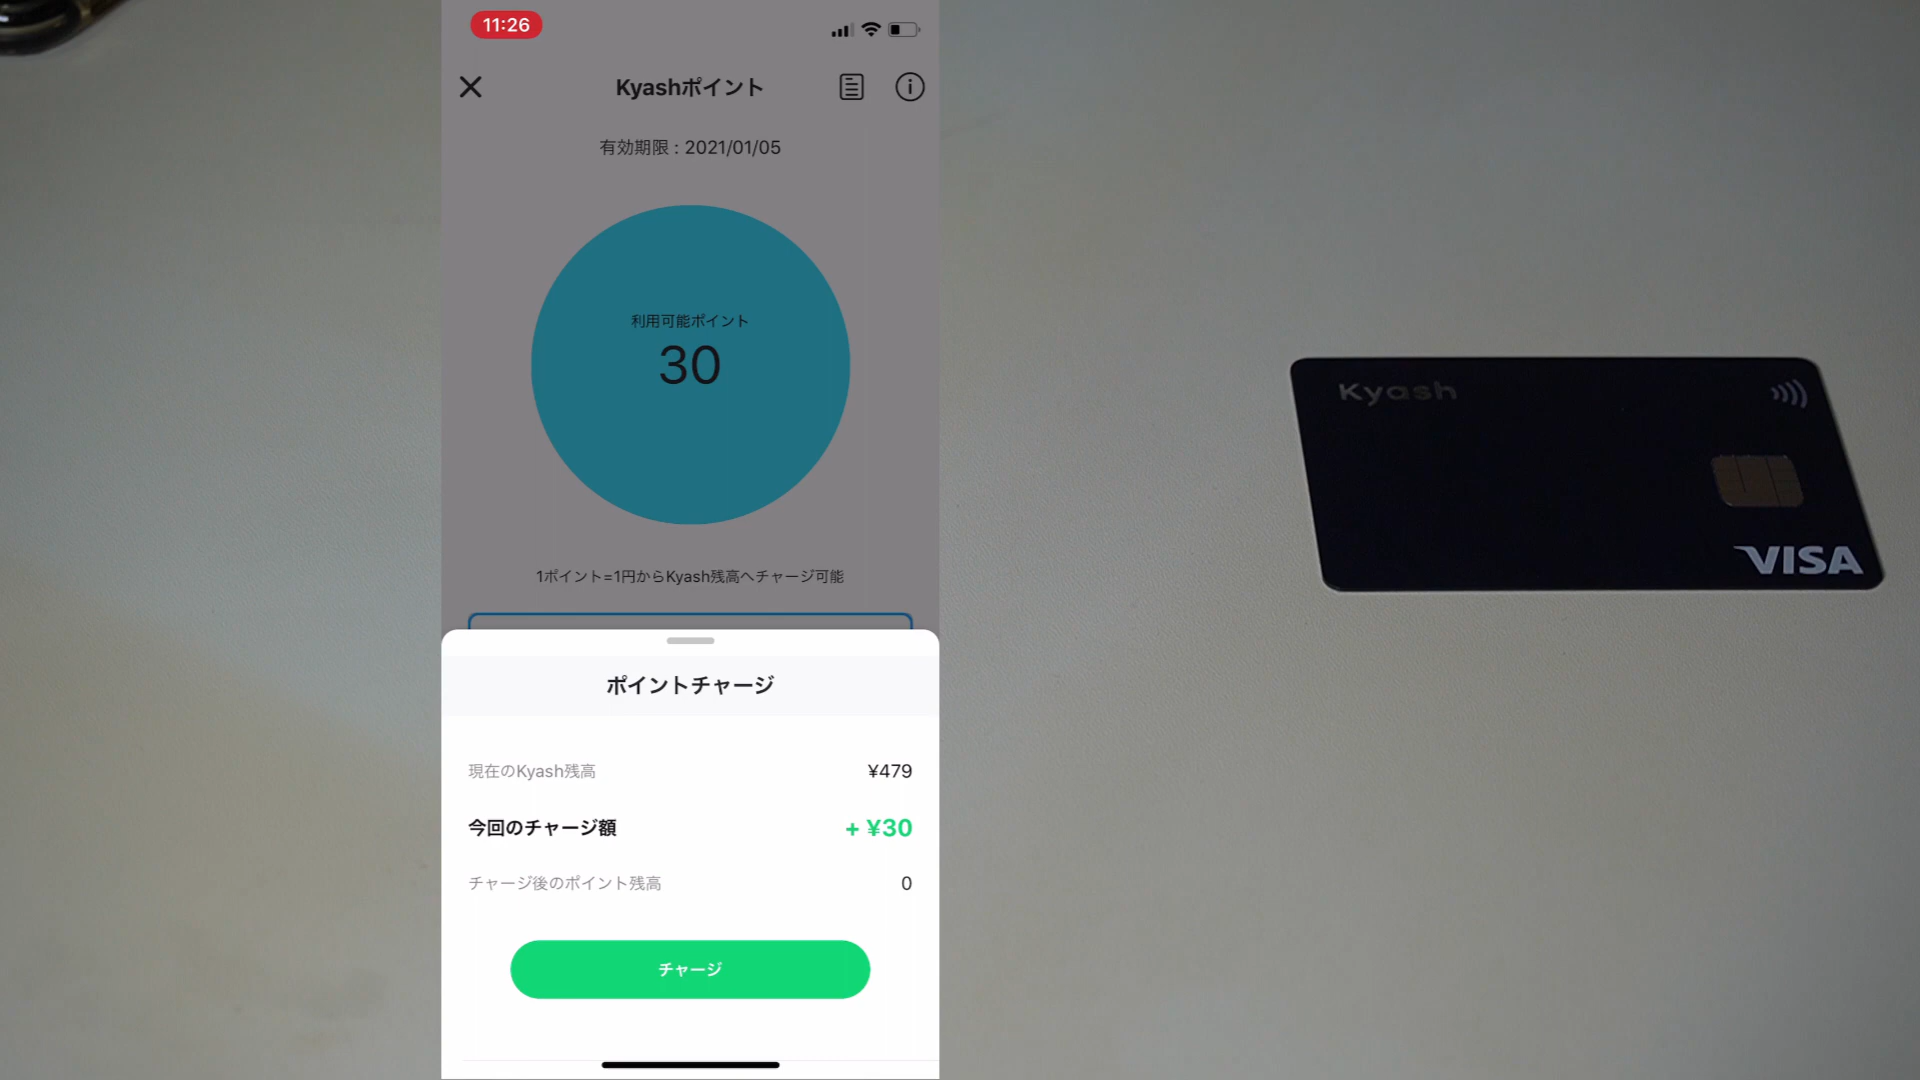 11:26
Kyashポイント
有効期限 : 2021/01/05
利用可能ポイント
30
1ポイント=1円からKyash残高へチャージ可能
ポイントチャージ
現在のKyash残高 ¥479
今回のチャージ額 + ¥30
チャージ後のポイント残高 0
チャージ
Kyash
VISA